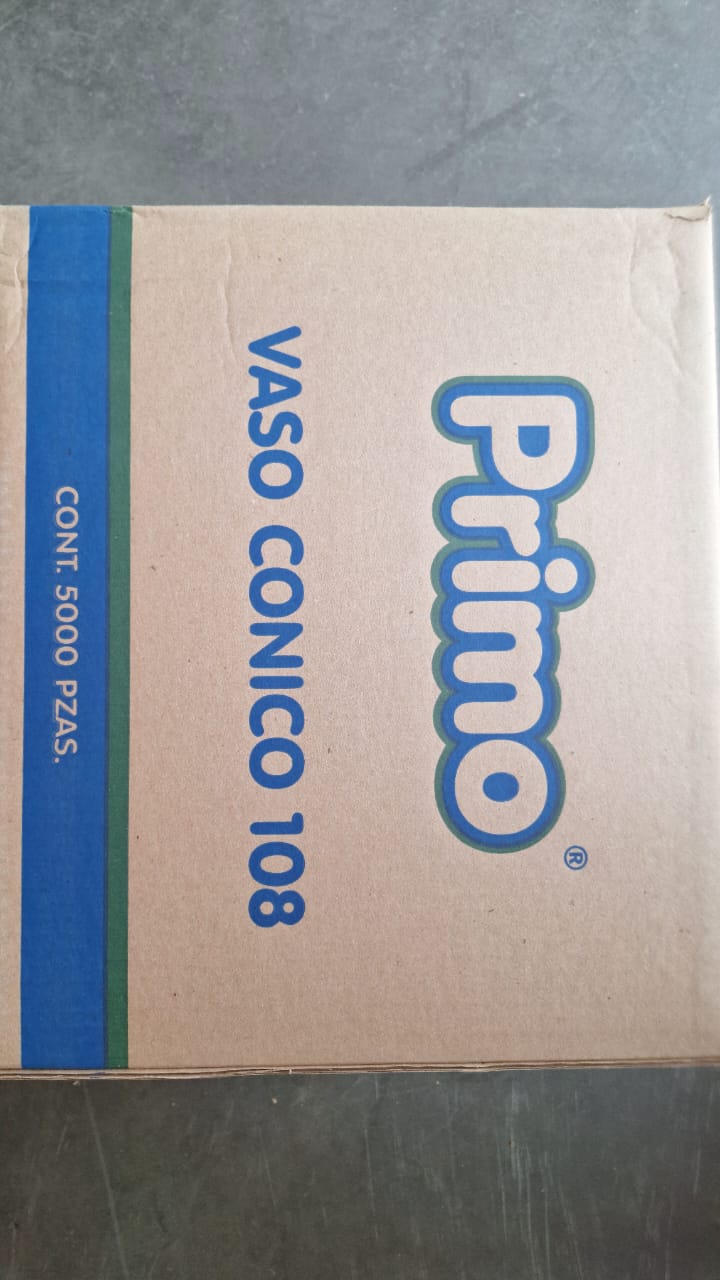 Primo®
VASO CONICO 108
CONT. 5000 PZAS.